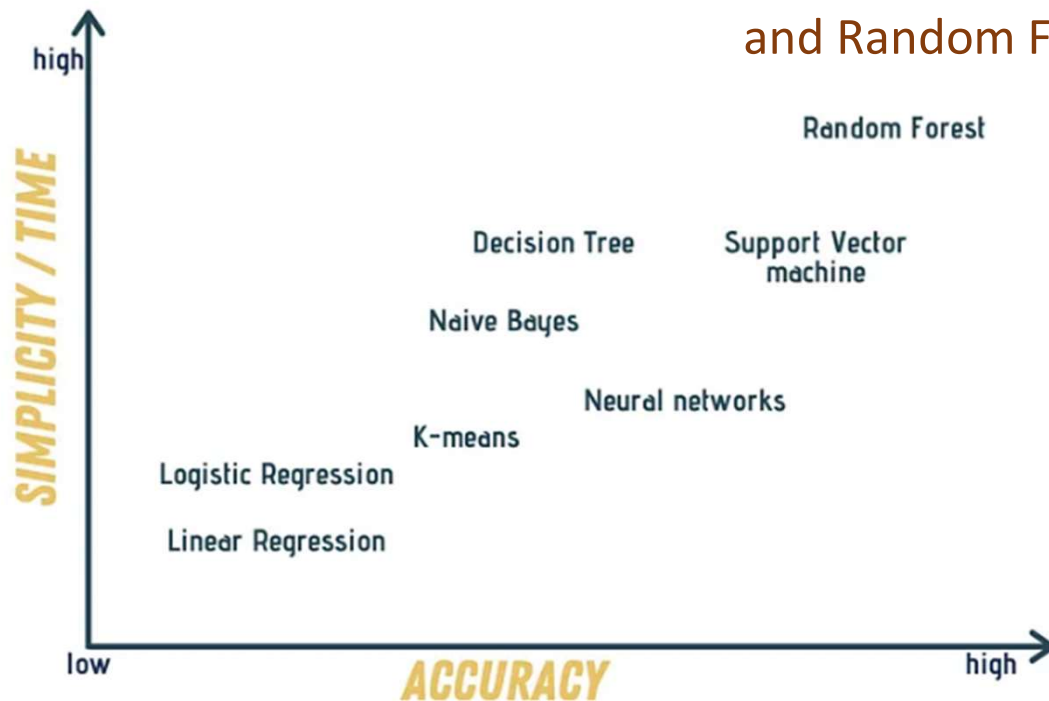 and Random F
high
Random Forest
SIMPLICITY / TIME
Decision Tree
Support Vector
machine
Naive Bayes
Neural networks
K-means
Logistic Regression
Linear Regression
low
ACCURACY
high